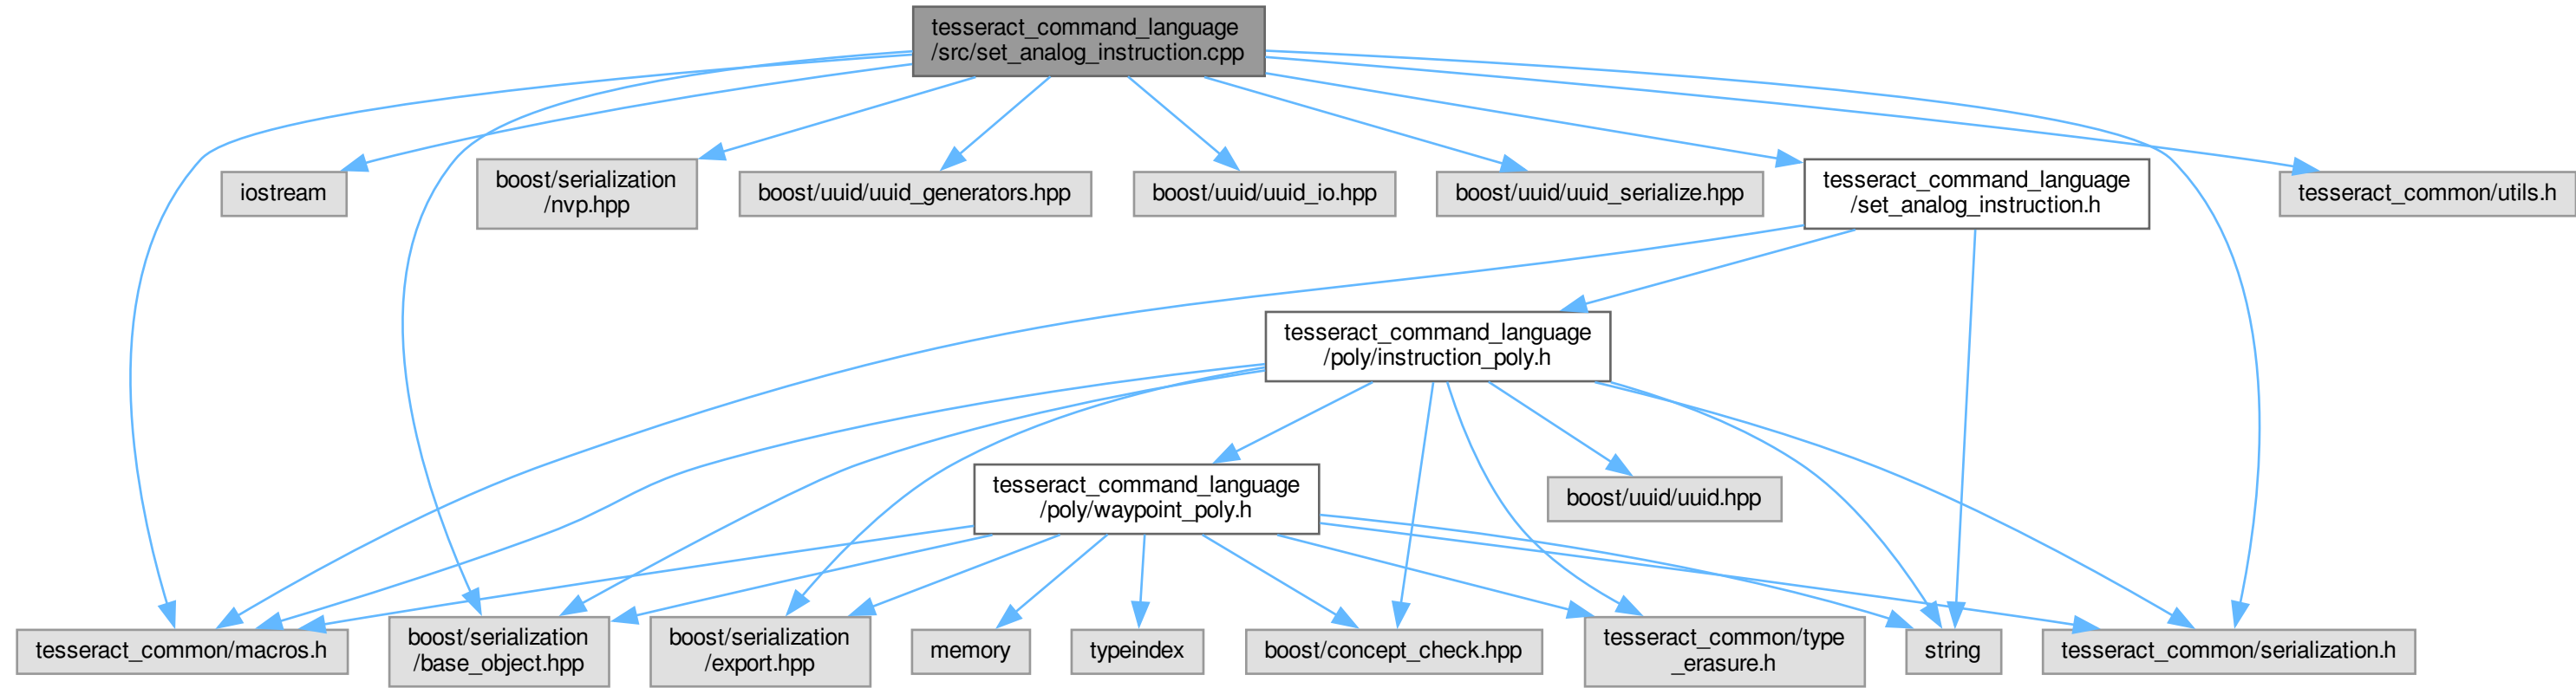 tesseract_command_language
/src/set_analog_instruction.cpp
iostream
boost/serialization
/nvp.hpp
boost/uuid/uuid_generators.hpp
boost/uuid/uuid_io.hpp
boost/uuid/uuid_serialize.hpp
tesseract_command_language
/set_analog_instruction.h
tesseract_common/utils.h
tesseract_command_language
/poly/instruction_poly.h
tesseract_command_language
/poly/waypoint_poly.h
boost/uuid/uuid.hpp
tesseract_common/macros.h
boost/serialization
/base_object.hpp
boost/serialization
/export.hpp
memory
typeindex
boost/concept_check.hpp
tesseract_common/type
_erasure.h
string
tesseract_common/serialization.h